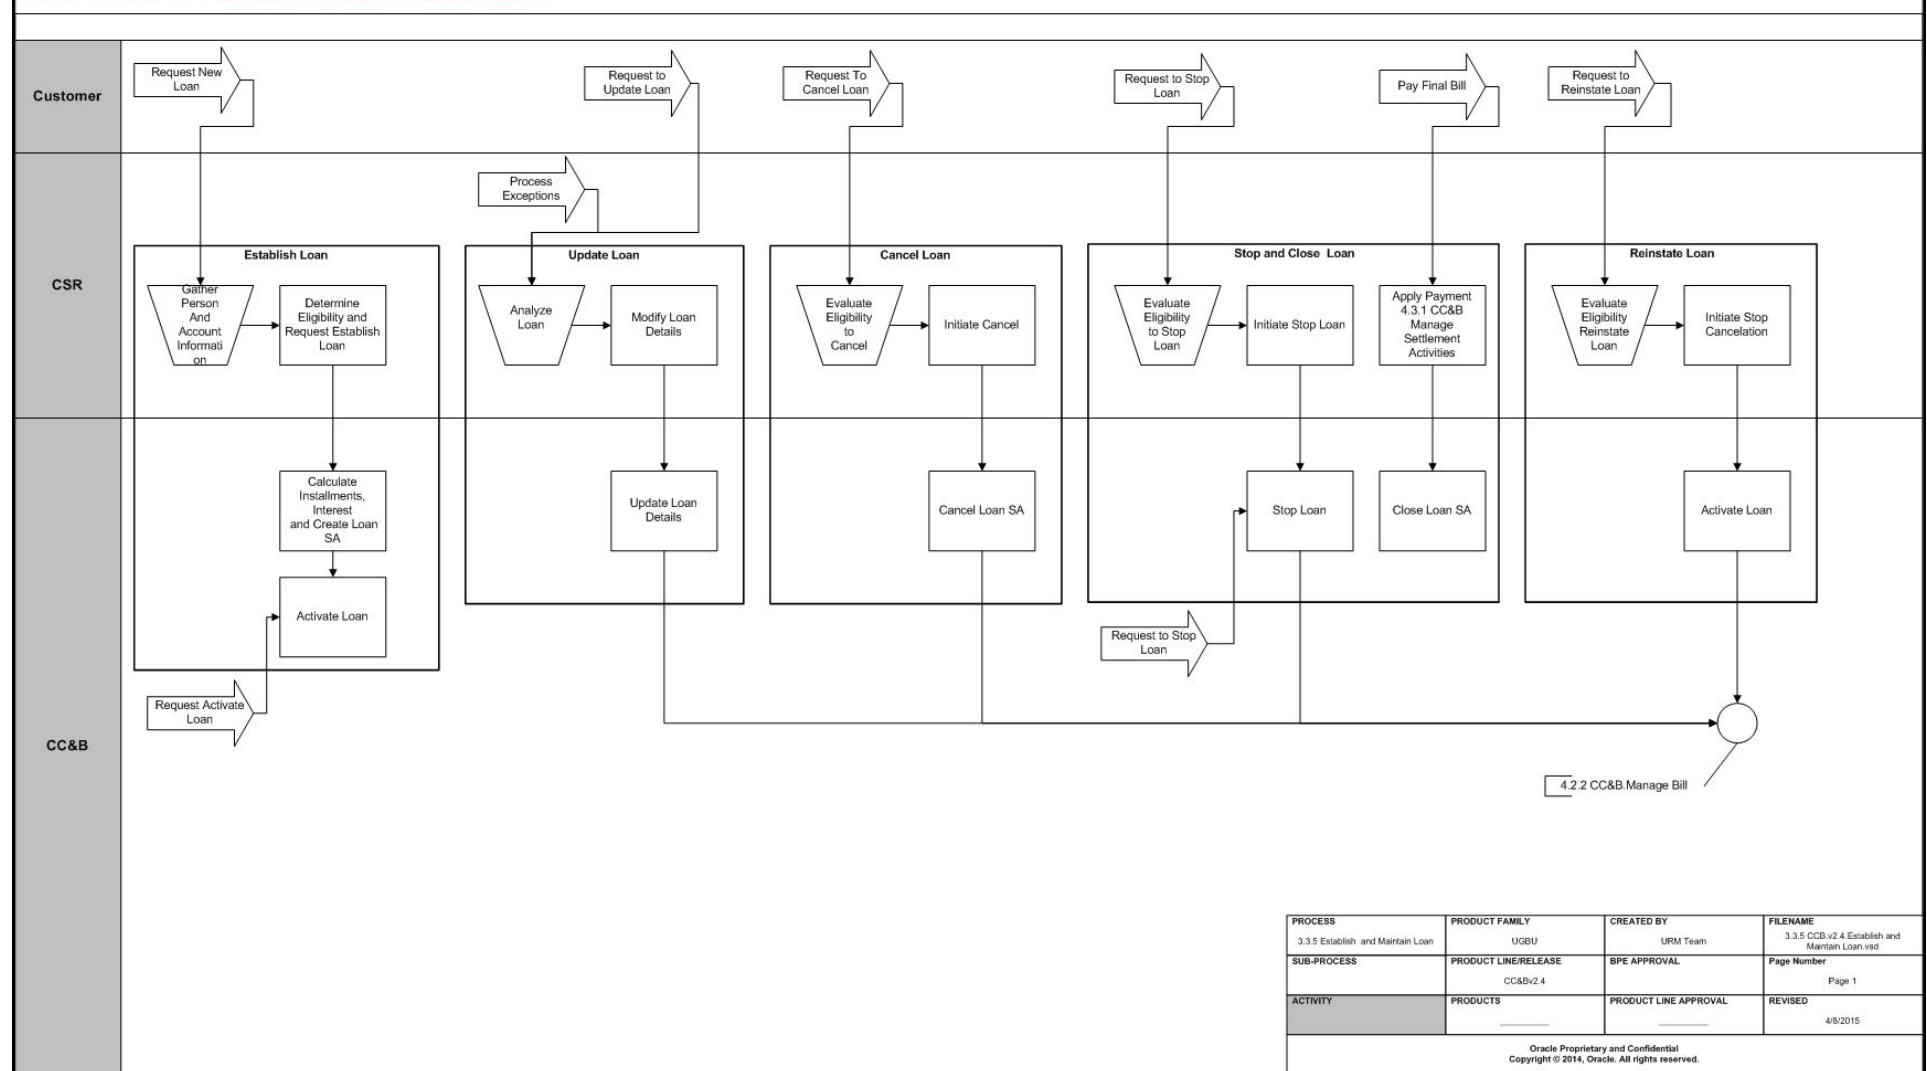 Customer
Request New
Loan
Request to
Update Loan
Request To
Cancel Loan
Request to Stop
Loan
Pay Final Bill
Request to
Reinstate Loan
CSR
Process
Exceptions
Establish Loan
Gather
Person
And
Account
Informati
on
Determine
Eligibility and
Request Establish
Loan
Update Loan
Analyze
Loan
Modify Loan
Details
Cancel Loan
Evaluate
Eligibility
to
Cancel
Initiate Cancel
Stop and Close Loan
Evaluate
Eligibility
to Stop
Loan
Initiate Stop Loan
Apply Payment
4.3.1 CC&B
Manage
Settlement
Activities
Reinstate Loan
Evaluate
Eligibility
Reinstate
Loan
Initiate Stop
Cancelation
CC&B
Calculate
Installments,
Interest
and Create Loan
SA
Activate Loan
Request Activate
Loan
Update Loan
Details
Cancel Loan SA
Stop Loan
Close Loan SA
Request to Stop
Loan
Activate Loan
4.2.2 CC&B.Manage Bill
PROCESS
3.3.5 Establish and Maintain Loan
PRODUCT FAMILY
UGBU
CREATED BY
URM Team
FILENAME
3.3.5 CCB.v2.4.Establish and
Maintain Loan.vsd
SUB-PROCESS
PRODUCT LINE/RELEASE
CC&Bv2.4
BPE APPROVAL
Page Number
Page 1
ACTIVITY
PRODUCTS
PRODUCT LINE APPROVAL
REVISED
4/8/2015
Oracle Proprietary and Confidential
Copyright © 2014, Oracle. All rights reserved.